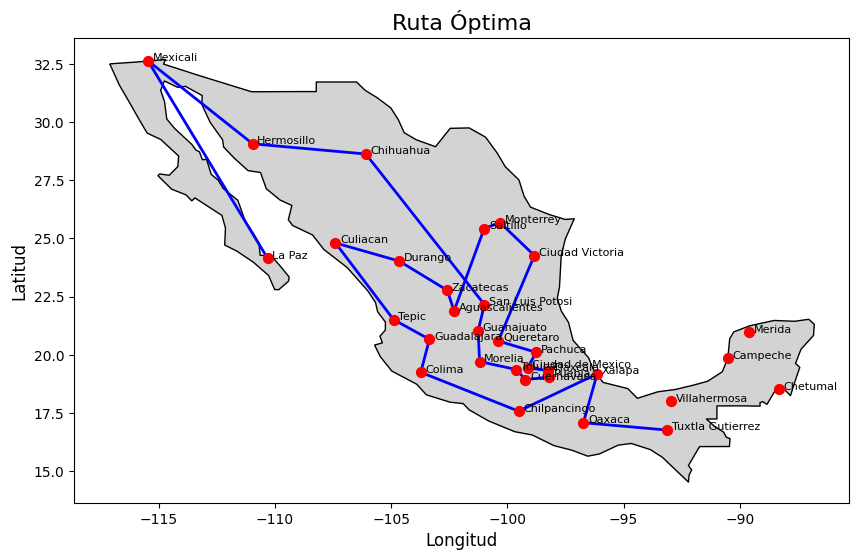 Ruta Óptima
Mexicali
Hermosillo
Chihuahua
Monterrey
Saltillo
Culiacan
La Paz
Durango
Ciudad Victoria
Zacatecas
San Luis Potosi
Aguascalientes
Tepic
Guanajuato
Guadalajara
Queretaro
Pachuca
Morelia
Ciudad de Mexico
Tlaxcala
Colima
Cuernavaca
Puebla
Xalapa
Chilpancingo
Oaxaca
Tuxtla Gutierrez
Villahermosa
Merida
Campeche
Chetumal
32.5
30.0
27.5
25.0
22.5
20.0
17.5
15.0
Latitud
−115
−110
−105
−100
−95
−90
Longitud